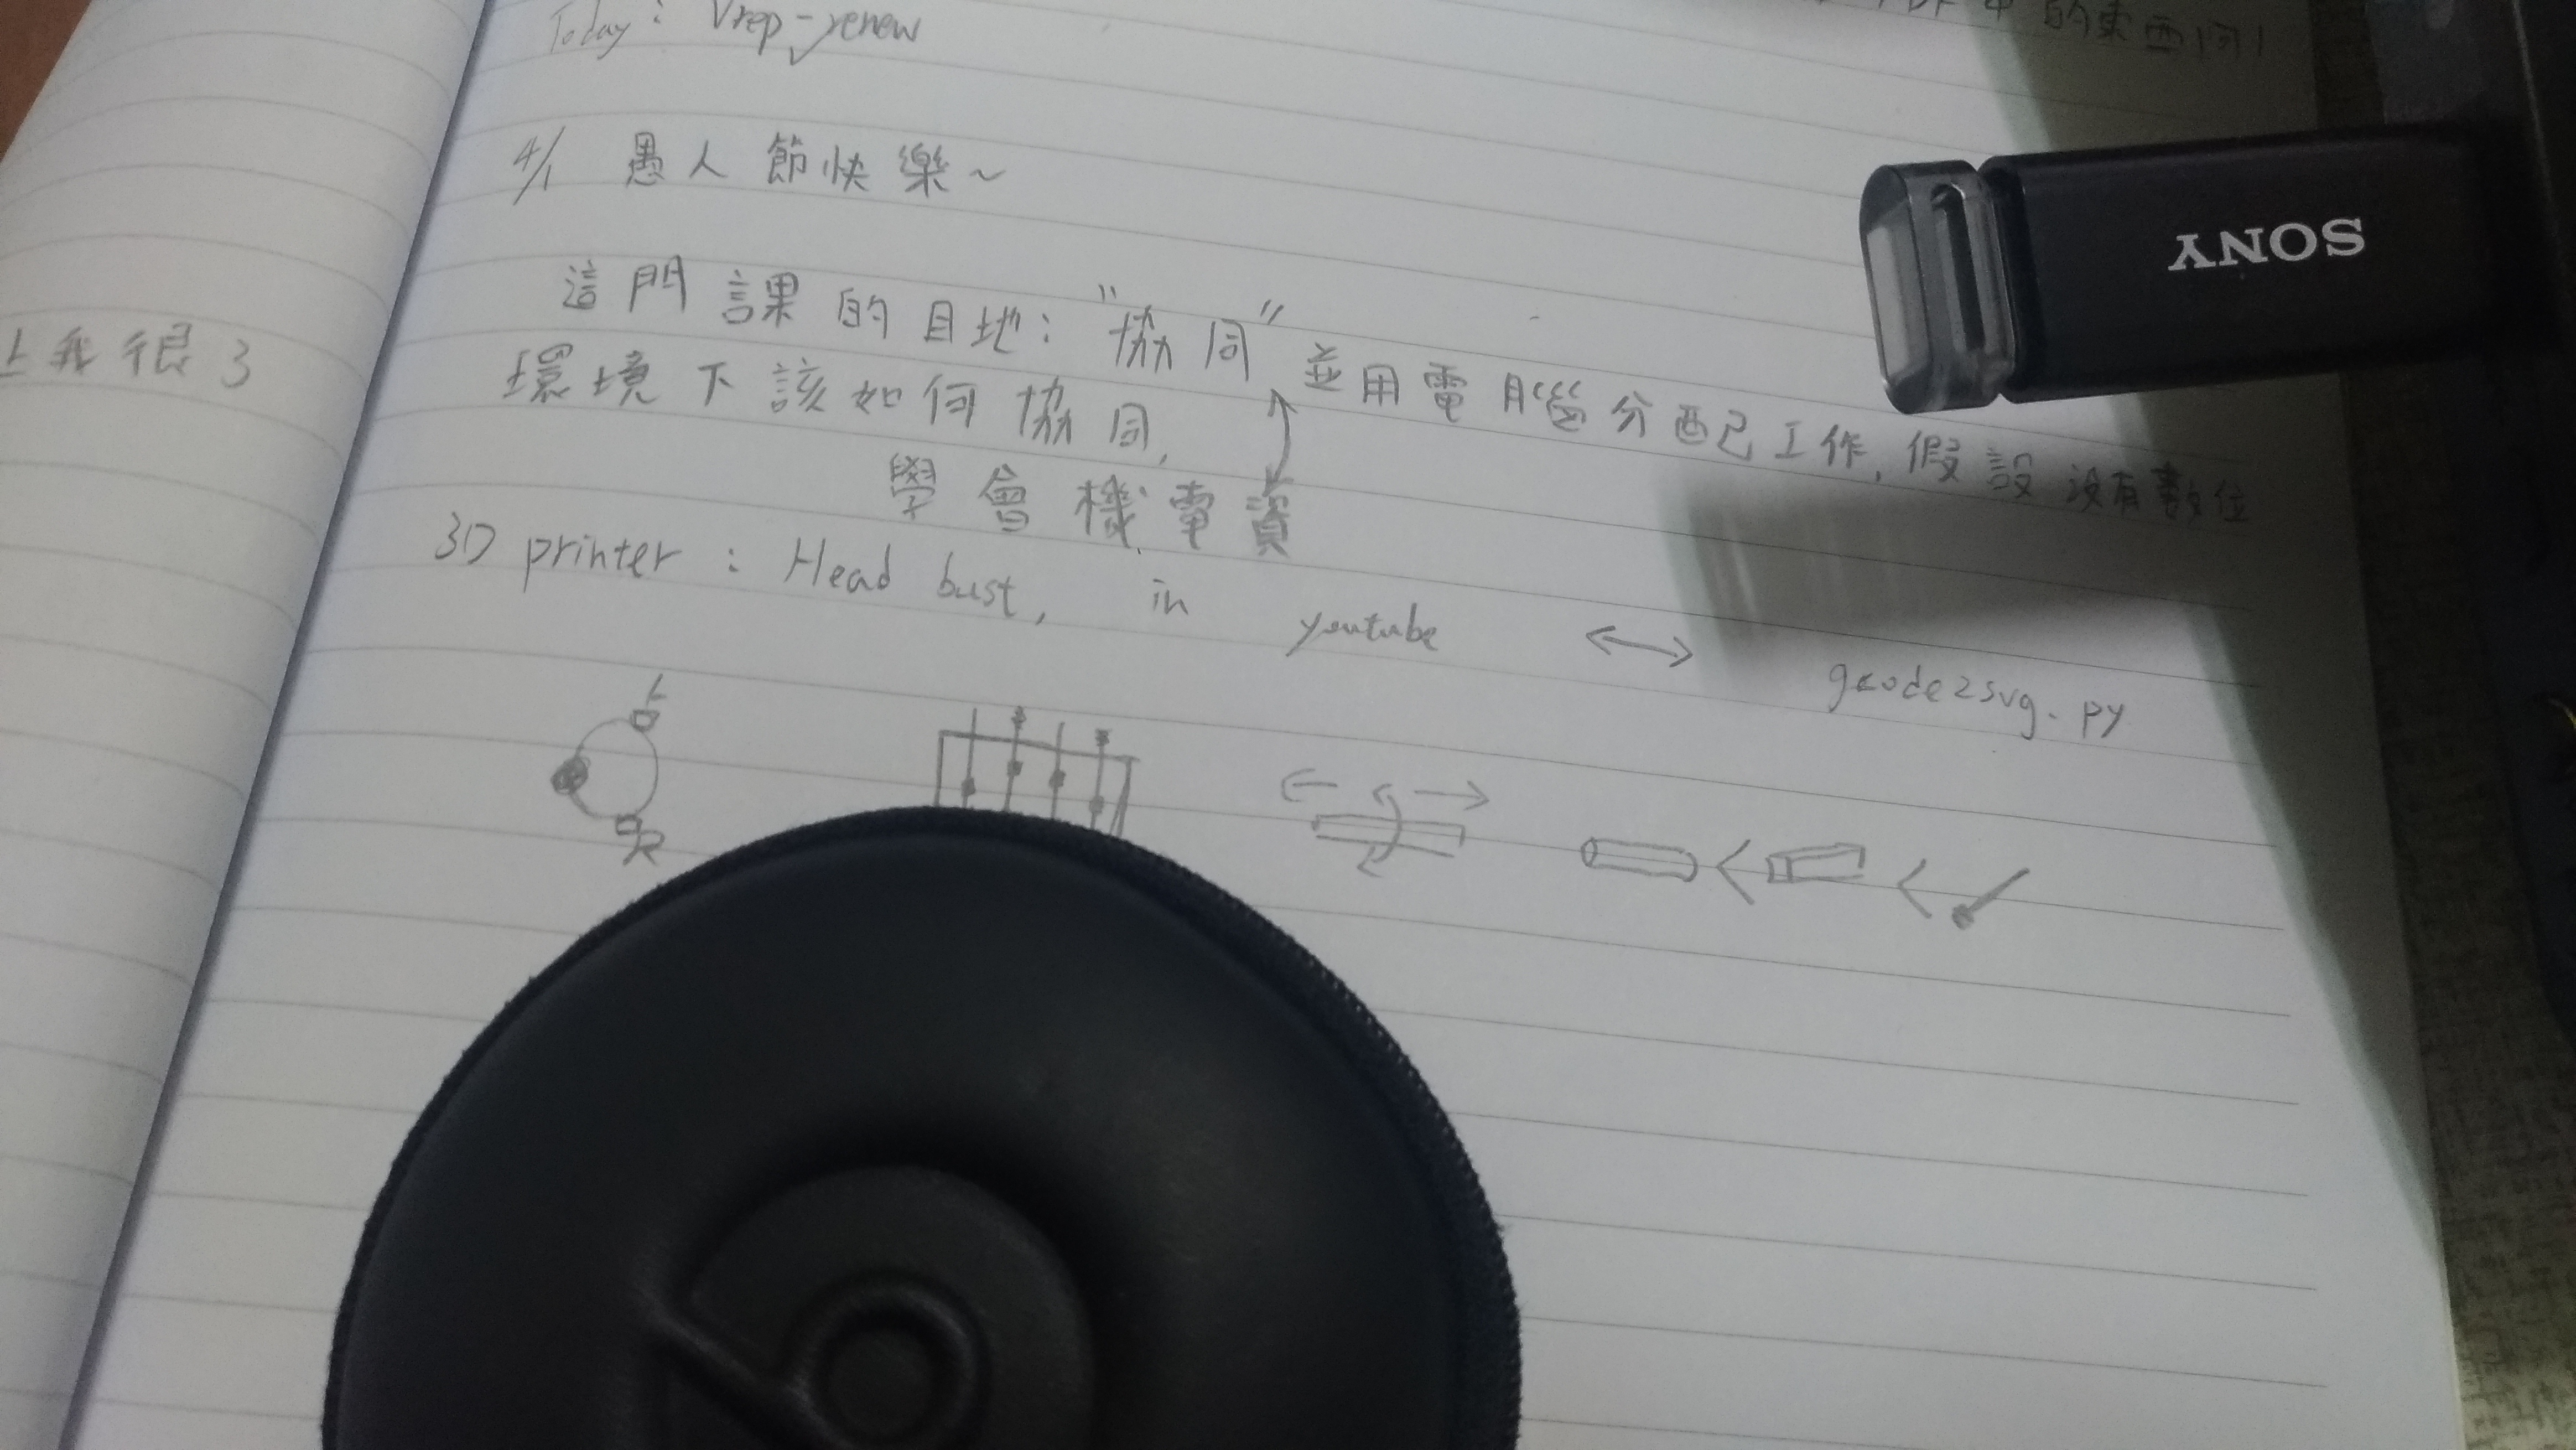 PDF中的東西
Today: Vrep-renew
4/1 愚人節快樂~
這門課的目地:"協同"並用電腦分配工作,假設沒有數位
環境下該如何協同,
學會機電資
3D printer : Head bust, in youtube ↔ gcode2svg.py
上我很
SONY